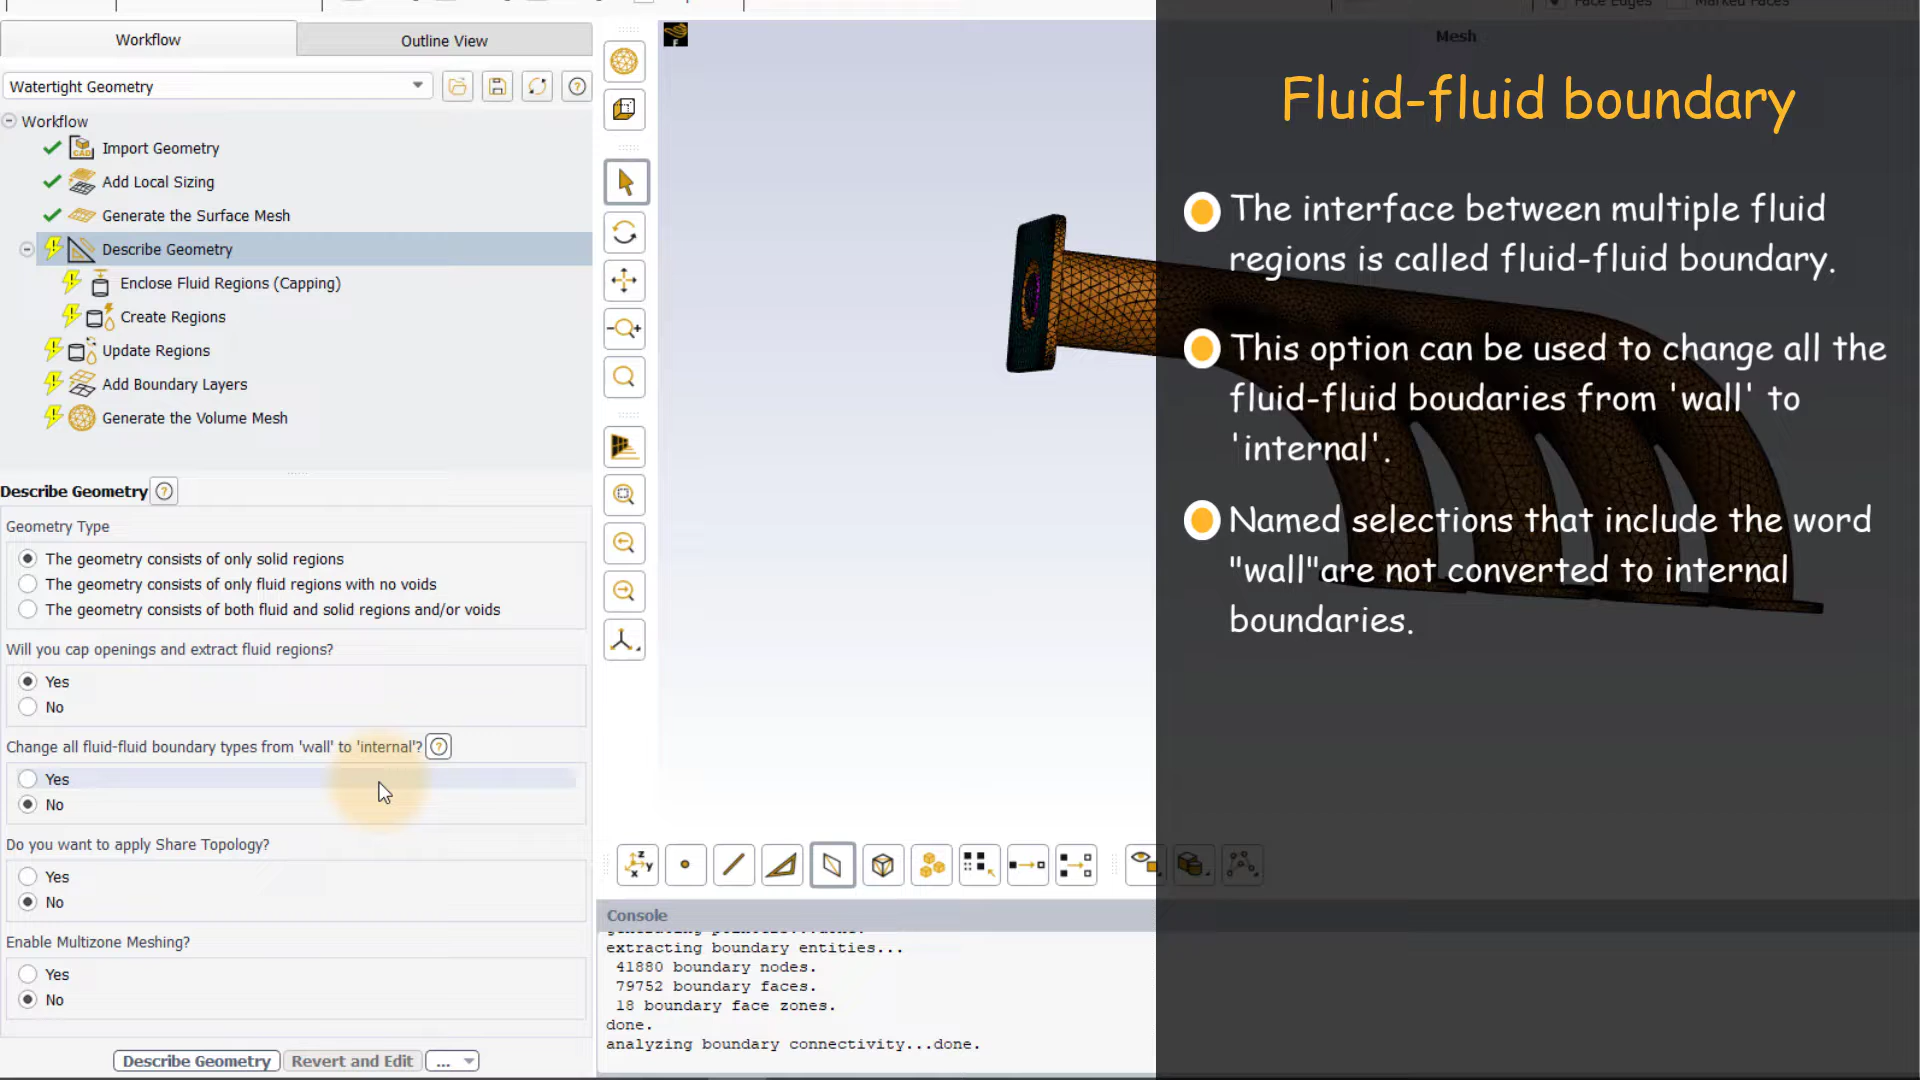 Face Edges Marked Faces
Workflow
Outline View
Mesh
Watertight Geometry
Workflow
Import Geometry
Add Local Sizing
Generate the Surface Mesh
Describe Geometry
Enclose Fluid Regions (Capping)
Create Regions
Update Regions
Add Boundary Layers
Generate the Volume Mesh
Describe Geometry
Geometry Type
The geometry consists of only solid regions
The geometry consists of only fluid regions with no voids
The geometry consists of both fluid and solid regions and/or voids
Will you cap openings and extract fluid regions?
Yes
No
Change all fluid-fluid boundary types from 'wall' to 'internal'?
Yes
No
Do you want to apply Share Topology?
Yes
No
Enable Multizone Meshing?
Yes
No
Describe Geometry
Revert and Edit
...
Fluid-fluid boundary
The interface between multiple fluid
regions is called fluid-fluid boundary.
This option can be used to change all the
fluid-fluid boudaries from 'wall' to
'internal'.
Named selections that include the word
"wall"are not converted to internal
boundaries.
Console
extracting boundary entities...
41880 boundary nodes.
79752 boundary faces.
18 boundary face zones.
done.
analyzing boundary connectivity...done.